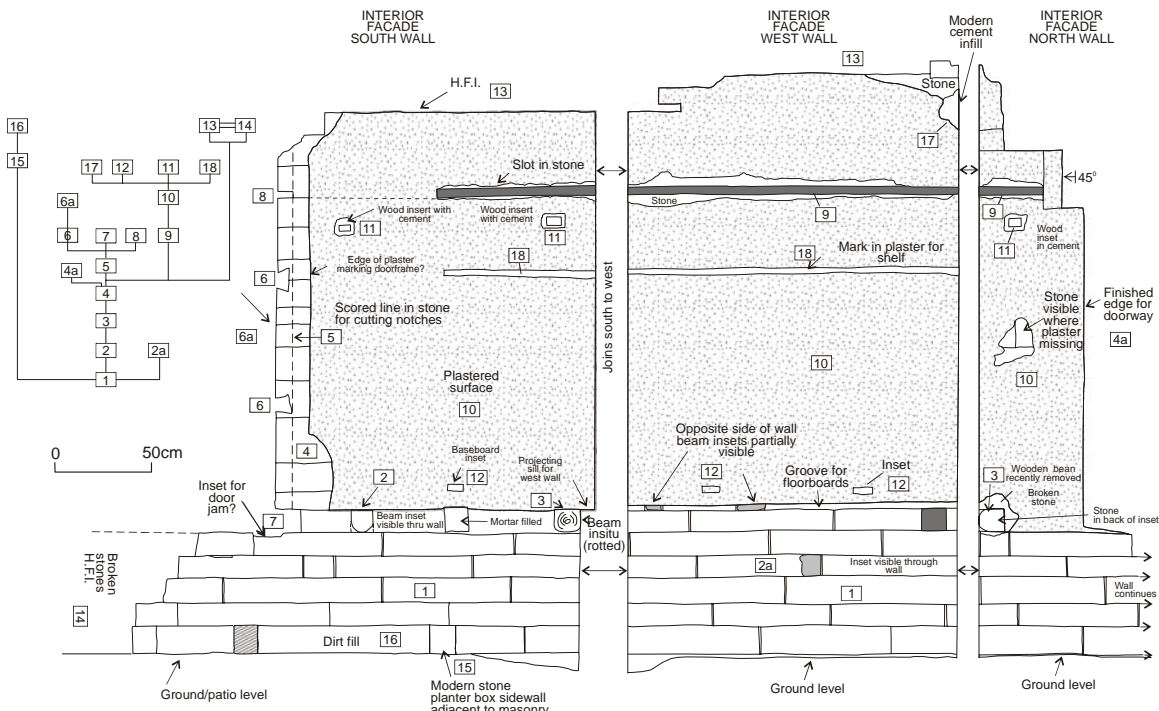 INTERIOR
FACADE
SOUTH WALL
INTERIOR
FACADE
WEST WALL
INTERIOR
FACADE
NORTH WALL
Modern
cement
infill
H.F.I.
13
13
Stone
17
16
15
13
14
17
12
11
18
6a
10
6
7
8
9
4a
5
4
3
2
2a
1
0
50cm
Slot in stone
8
Stone
9
9
45°
Wood insert with
cement
11
Wood insert
with cement
11
11
Wood
inset
in cement
Edge of plaster
marking doorframe?
18
18
Mark in plaster for
shelf
6
Scored line in stone
for cutting notches
6a
5
Joins south to west
Stone
visible
where
plaster
missing
Finished
edge for
doorway
4a
Plastered
surface
10
10
10
6
4
Opposite side of wall
beam insets partially
visible
Baseboard
inset
12
Projecting
sill for
west wall
2
3
12
Groove for
floorboards
Inset
12
3
Wooden bean
recently removed
Broken
stone
Stone
in back of inset
Inset for
door
jam?
7
Beam inset
visible thru wall
Mortar filled
Beam
insitu
(rotted)
Broken
stones
H.F.I.
14
2a
Inset visible through
wall
1
1
Wall
continues
Dirt fill
16
15
Modern stone
planter box sidewall
adjacent to masonry
Ground/patio level
Ground level
Ground level